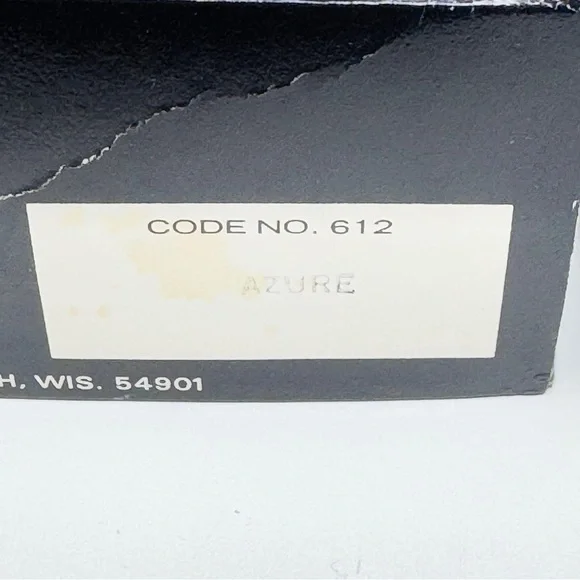 CODE NO. 612
AZURE
H, WIS. 54901